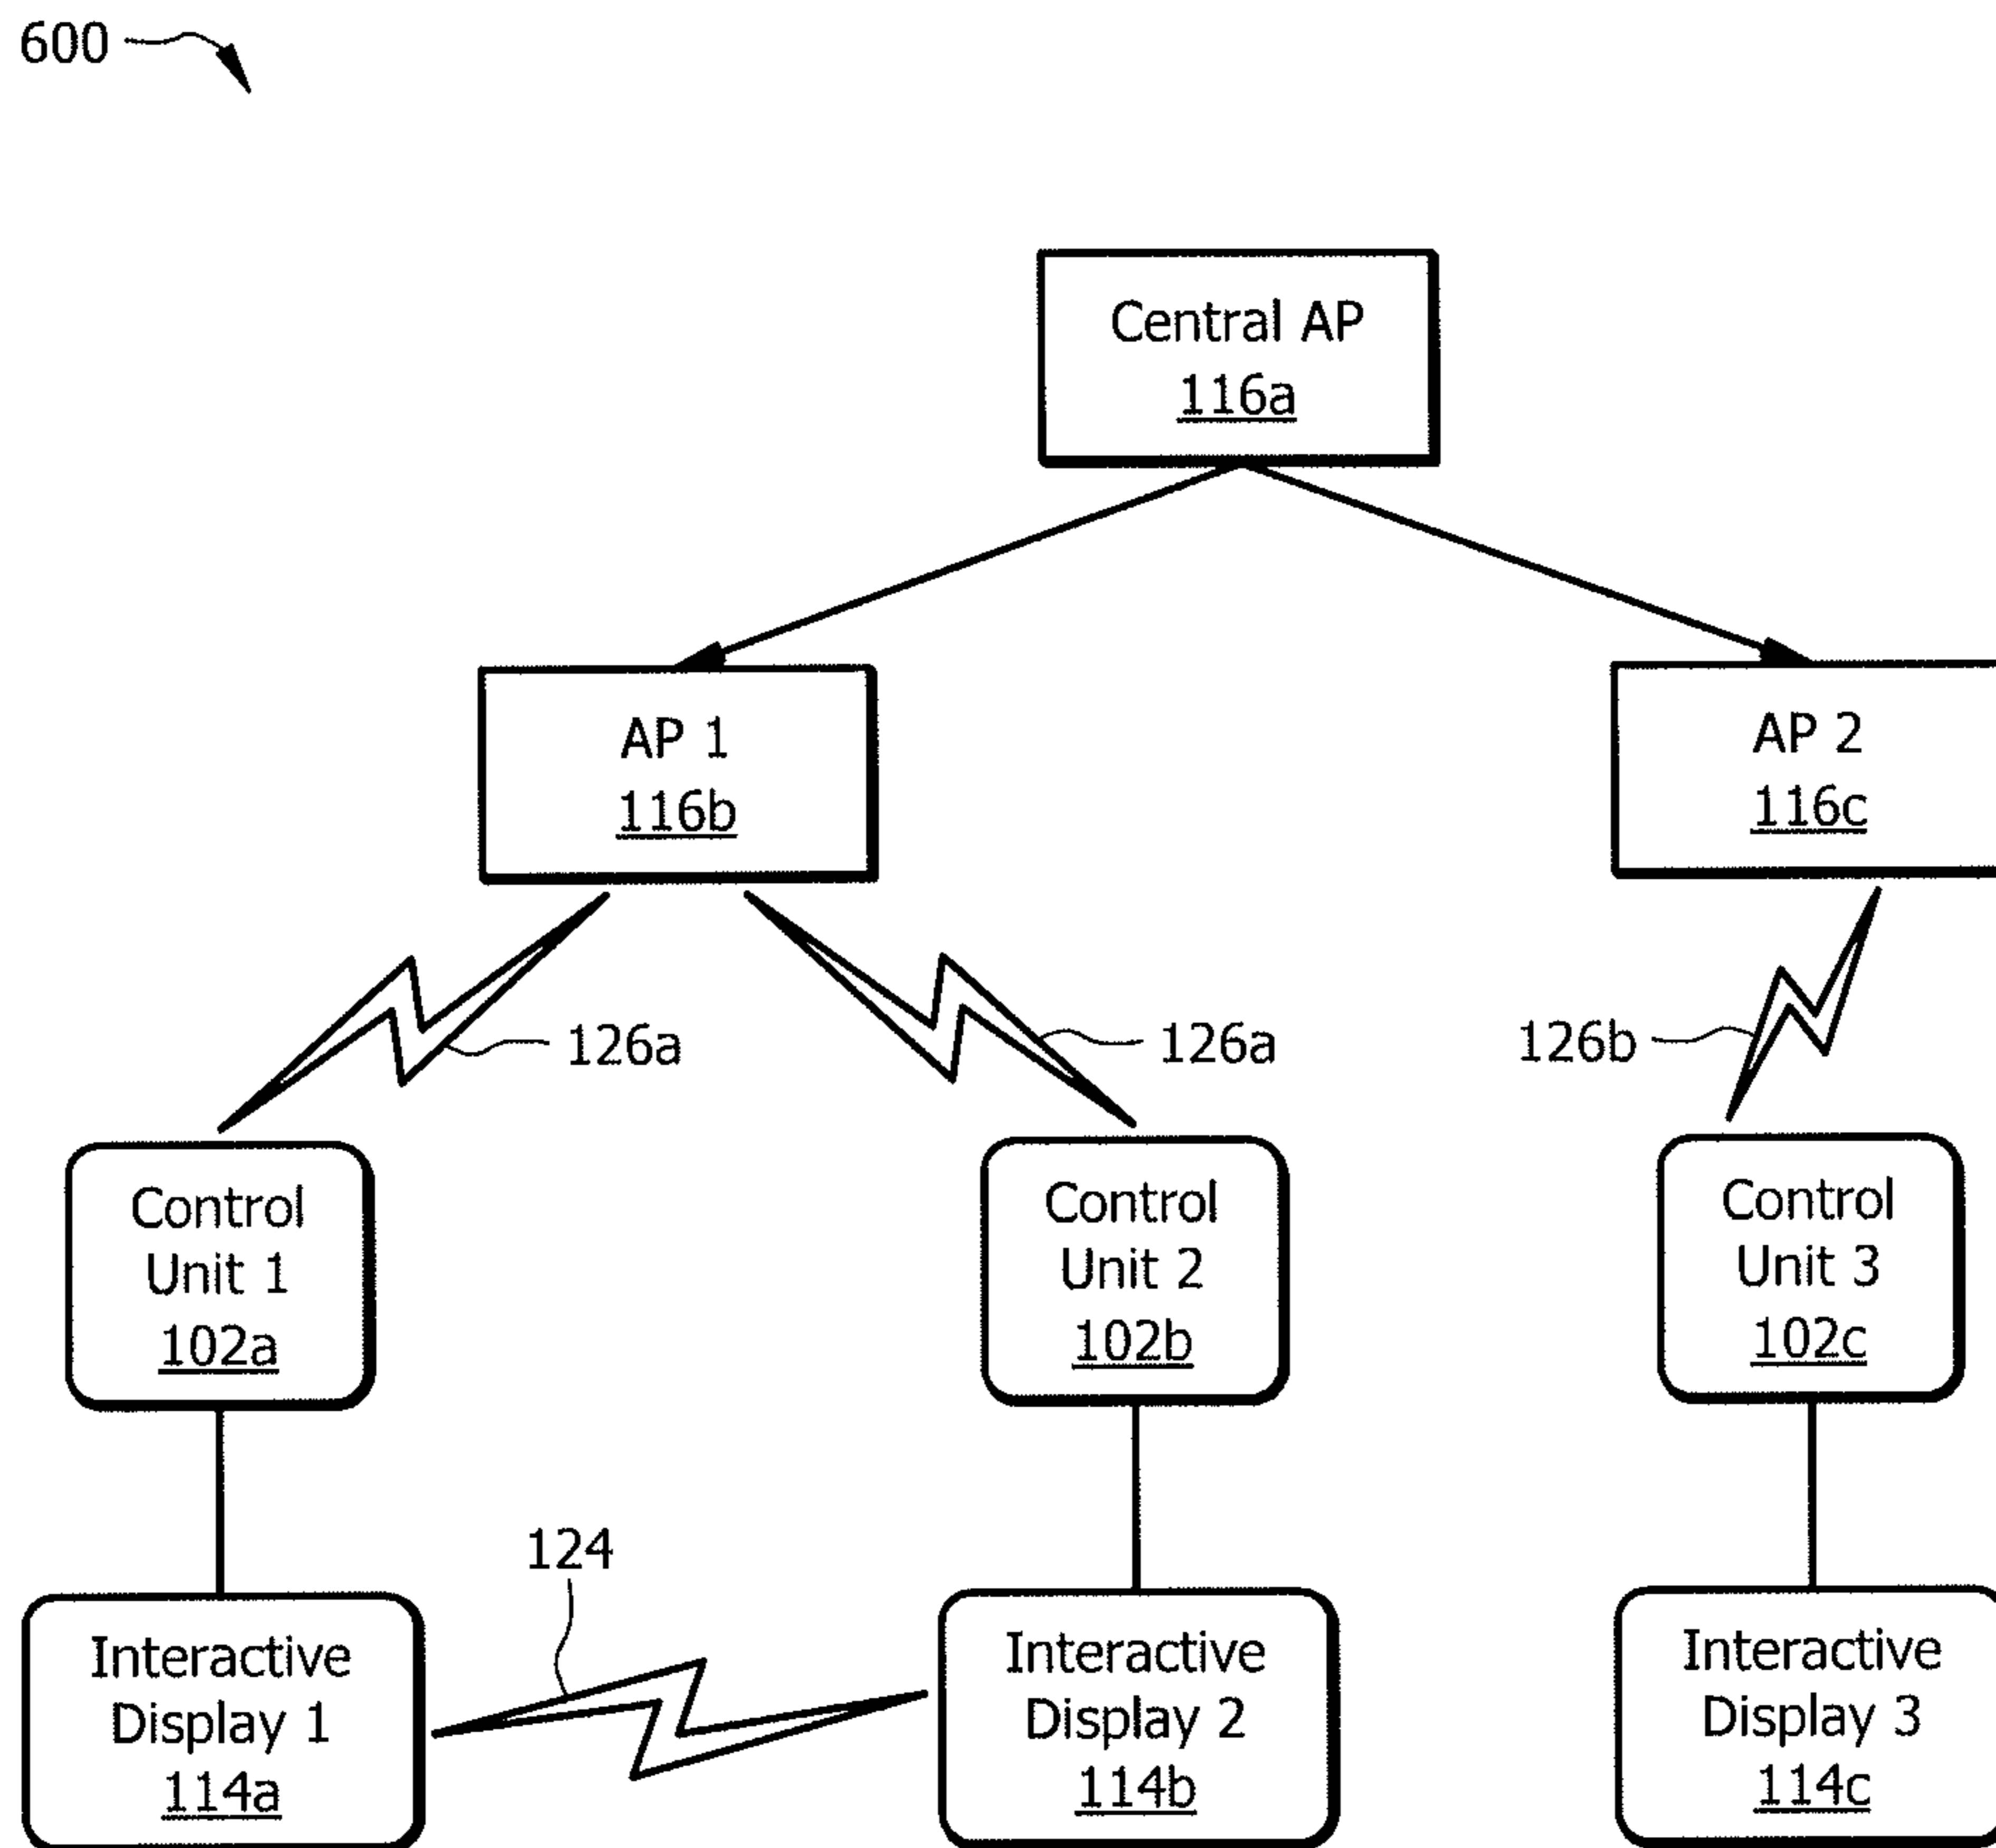 600
Central AP
116a
AP 1
116b
AP 2
116c
126a
126a
126b
Control
Unit 1
102a
Control
Unit 2
102b
Control
Unit 3
102c
124
Interactive
Display 1
114a
Interactive
Display 2
114b
Interactive
Display 3
114c